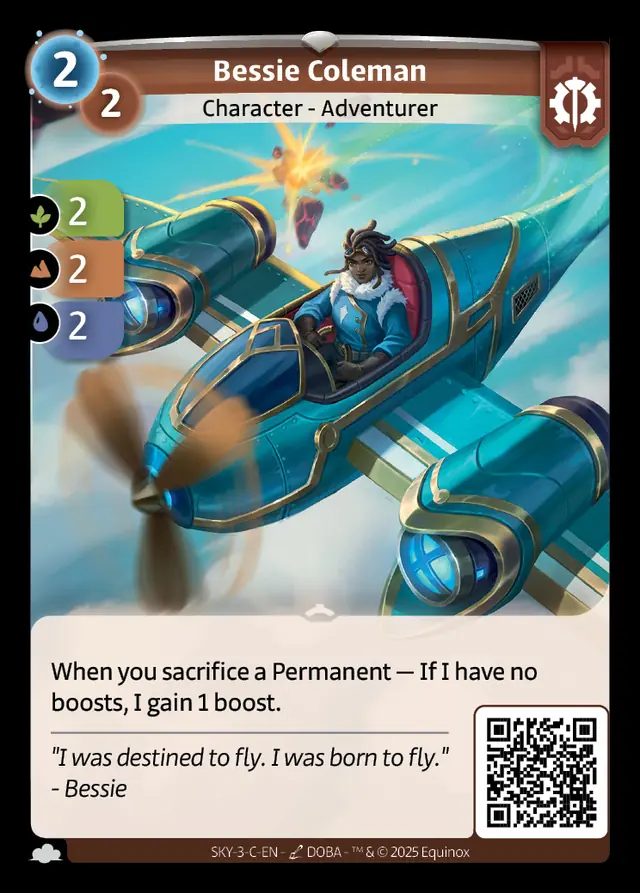 2
Bessie Coleman
2
Character - Adventurer
2
2
2
When you sacrifice a Permanent — If I have no
boosts, I gain 1 boost.
"I was destined to fly. I was born to fly."
- Bessie
SKY-3-C-EN - DOBA - ™ & © 2025 Equinox